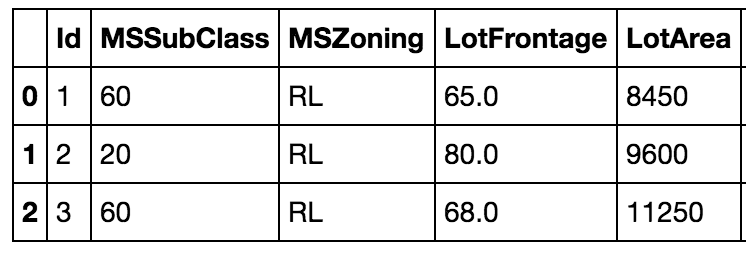 Id MSSubClass MSZoning LotFrontage LotArea
0 1 60 RL 65.0 8450
1 2 20 RL 80.0 9600
2 3 60 RL 68.0 11250